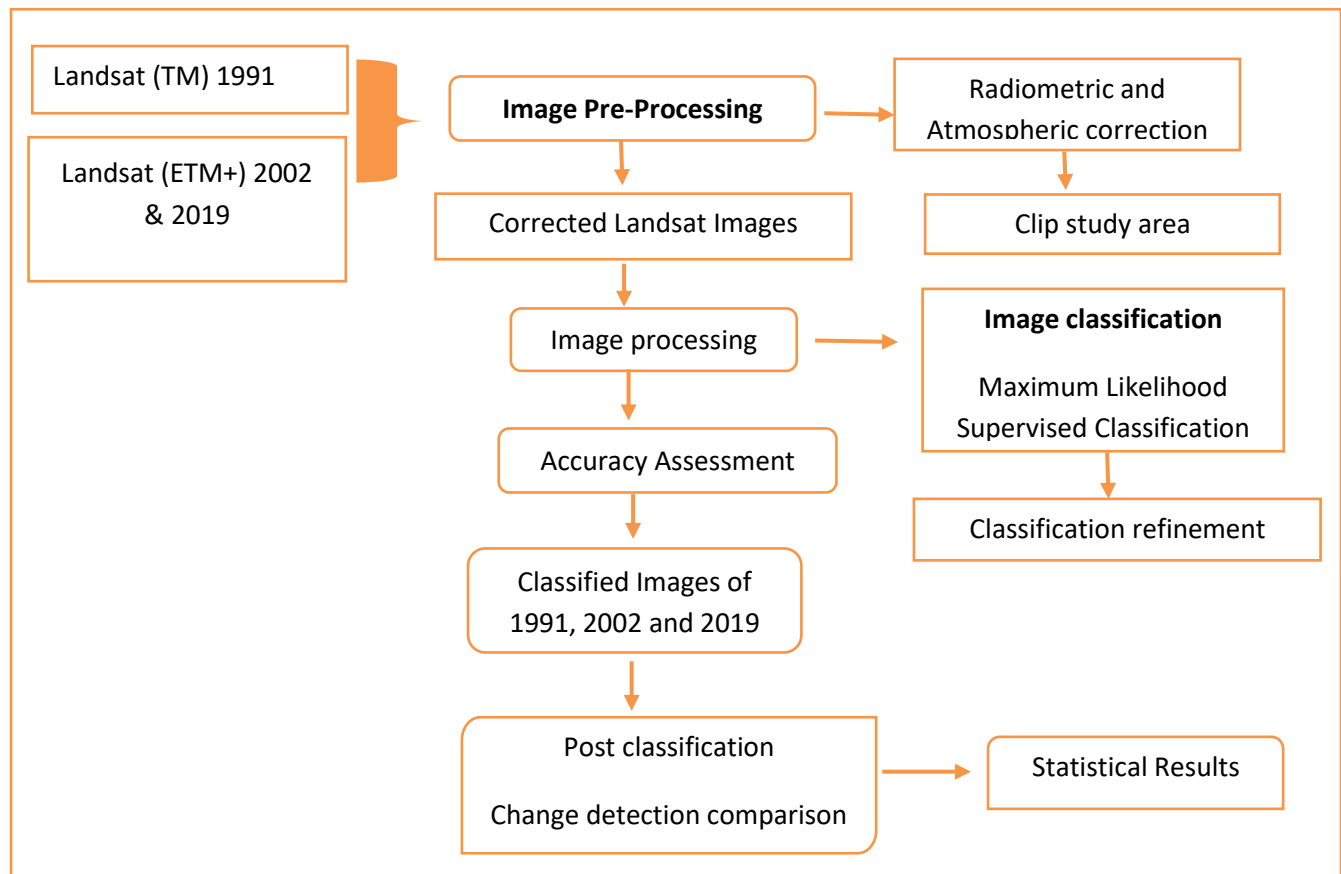 Landsat (TM) 1991
Landsat (ETM+) 2002
& 2019
Image Pre-Processing
Radiometric and
Atmospheric correction
Corrected Landsat Images
Clip study area
Image processing
Image classification
Maximum Likelihood
Supervised Classification
Accuracy Assessment
Classification refinement
Classified Images of
1991, 2002 and 2019
Post classification
Change detection comparison
Statistical Results